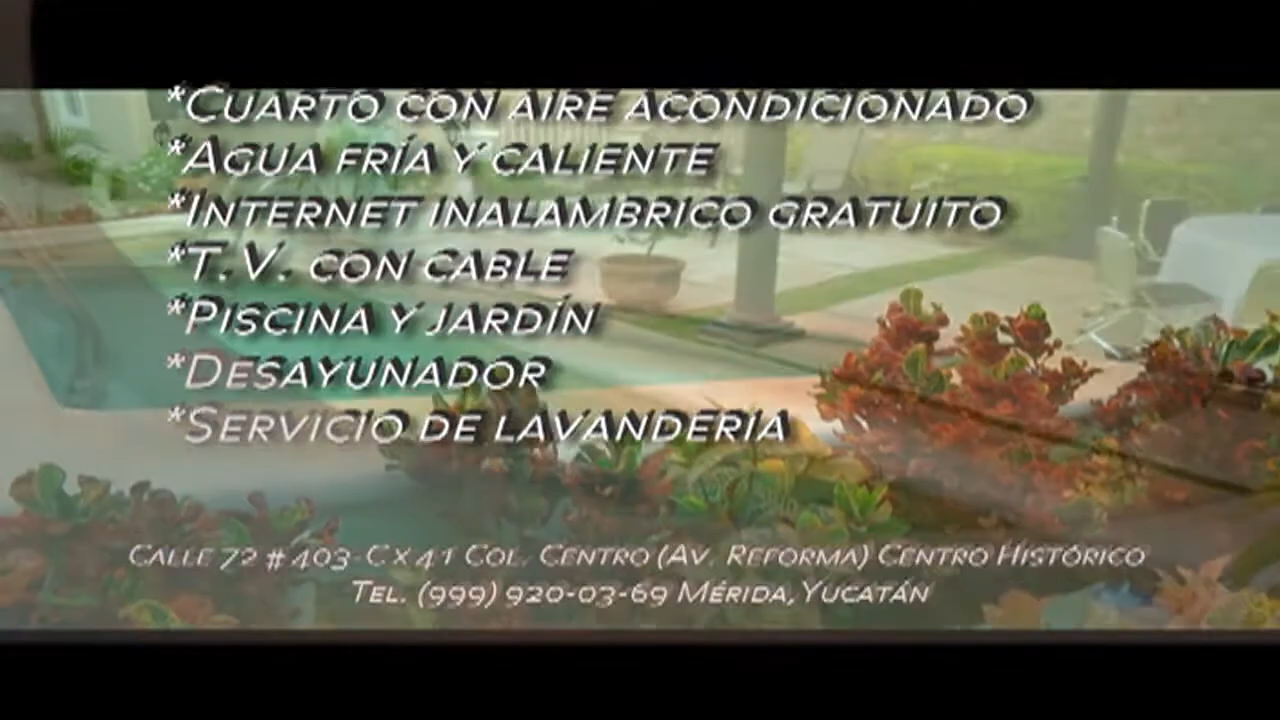 *Cuarto con aire acondicionado
*Agua fría y caliente
*Internet inalambrico gratuito
*T.V. con cable
*Piscina y jardín
*Desayunador
*Servicio de lavanderia
Calle 72 # 403-C x 41 Col. Centro (Av. Reforma) Centro Histórico
Tel. (999) 920-03-69 Mérida, Yucatán